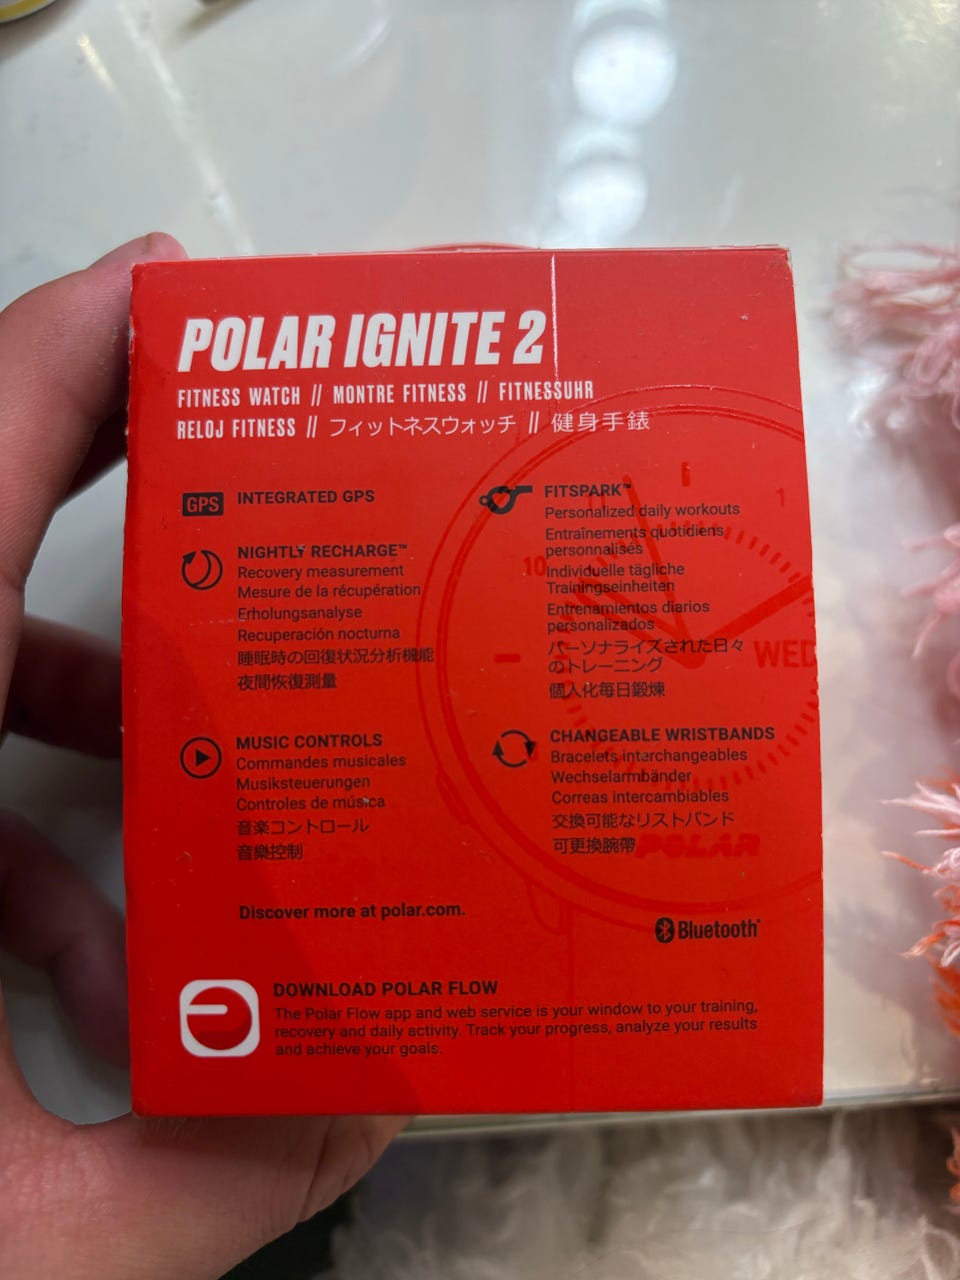 POLAR IGNITE 2
FITNESS WATCH // MONTRE FITNESS // FITNESSUHR
RELOJ FITNESS // フィットネスウォッチ // 健身手錶
GPS INTEGRATED GPS
NIGHTLY RECHARGE™
Recovery measurement
Mesure de la récupération
Erholungsanalyse
Recuperación nocturna
睡眠時の回復状況分析機能
夜間恢復測量
MUSIC CONTROLS
Commandes musicales
Musiksteuerungen
Controles de música
音楽コントロール
音樂控制
FITSPARK™
Personalized daily workouts
Entraînements quotidiens
personnalisés
Individuelle tägliche
Trainingseinheiten
Entrenamientos diarios
personalizados
パーソナライズされた日々
のトレーニング
個人化每日鍛煉
CHANGEABLE WRISTBANDS
Bracelets interchangeables
Wechselarmbänder
Correas intercambiables
交換可能なリストバンド
可更換腕帶
1
10
WED
POLAR
Discover more at polar.com.
Bluetooth®
DOWNLOAD POLAR FLOW
The Polar Flow app and web service is your window to your training,
recovery and daily activity. Track your progress, analyze your results
and achieve your goals.